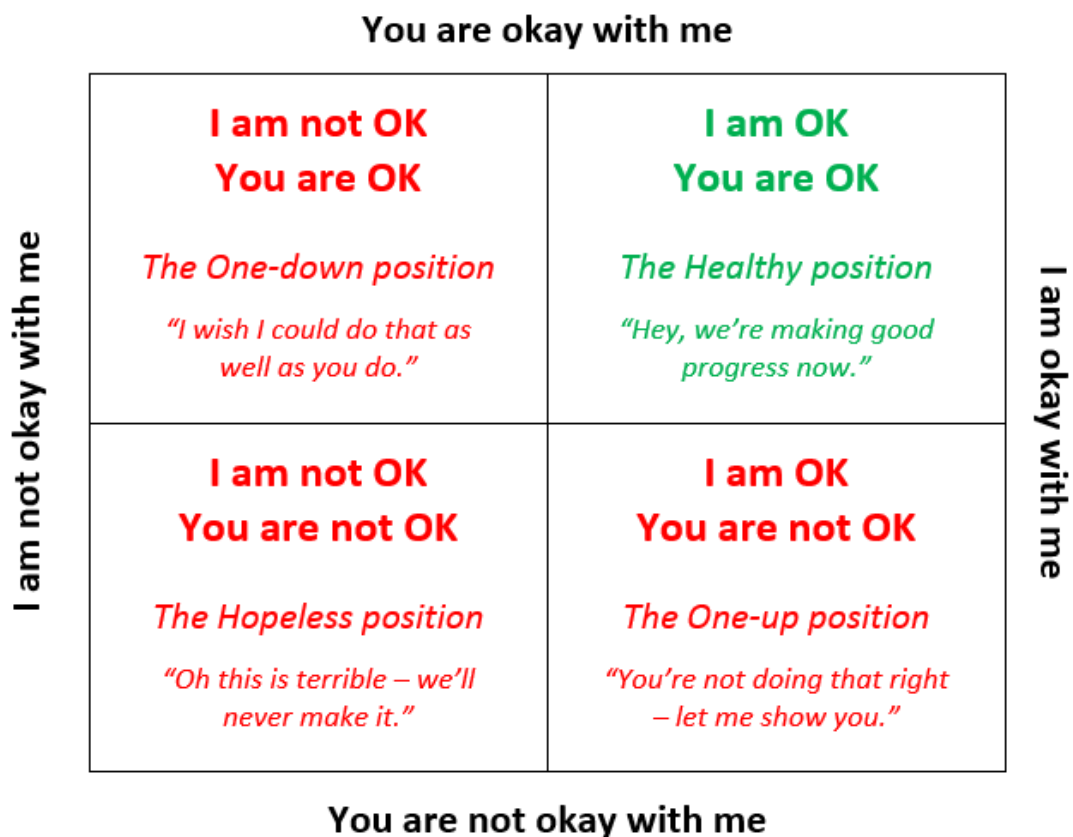 You are okay with me
I am not OK
You are OK
The One-down position
“I wish I could do that as
well as you do.”
I am OK
You are OK
The Healthy position
“Hey, we’re making good
progress now.”
I am not okay with me
I am okay with me
I am not OK
You are not OK
The Hopeless position
“Oh this is terrible – we’ll
never make it.”
I am OK
You are not OK
The One-up position
“You’re not doing that right
– let me show you.”
You are not okay with me